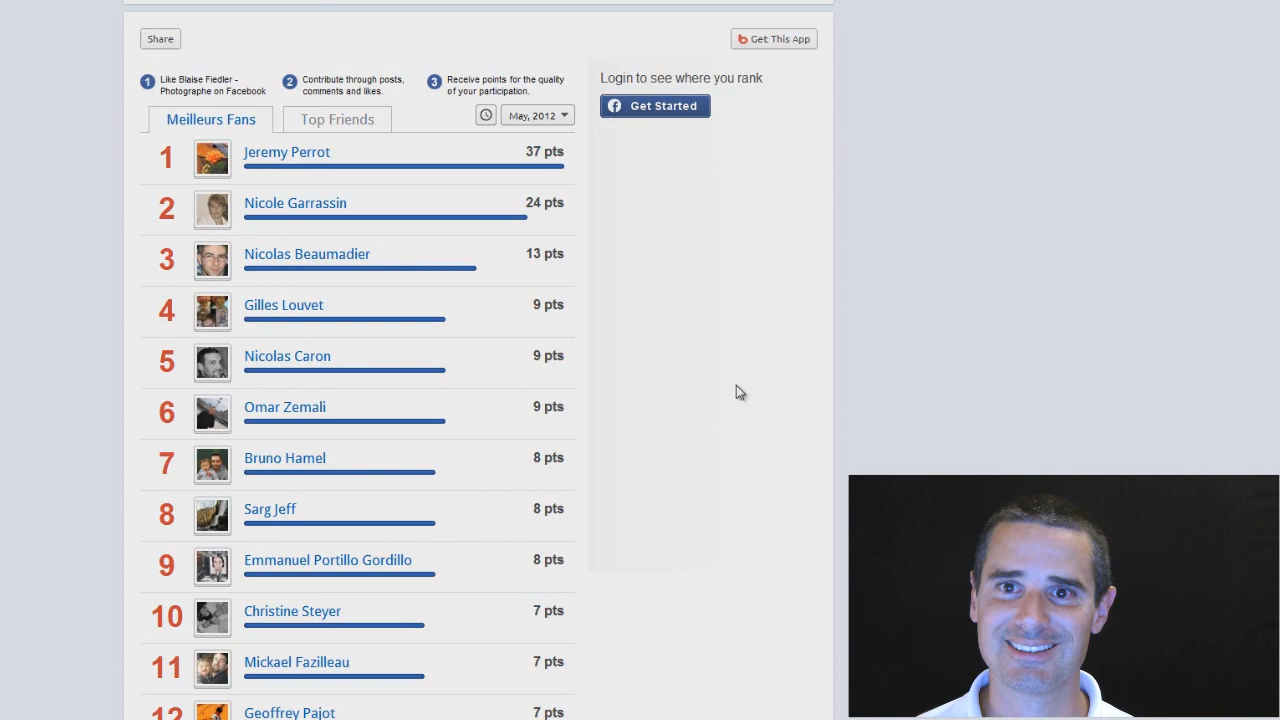 Share
Get This App
1 Like Blaise Fiedler -
Photographe on Facebook
2 Contribute through posts,
comments and likes.
3 Receive points for the quality
of your participation.
Login to see where you rank
Get Started
Meilleurs Fans
Top Friends
May, 2012
1 Jeremy Perrot 37 pts
2 Nicole Garrassin 24 pts
3 Nicolas Beaumadier 13 pts
4 Gilles Louvet 9 pts
5 Nicolas Caron 9 pts
6 Omar Zemali 9 pts
7 Bruno Hamel 8 pts
8 Sarg Jeff 8 pts
9 Emmanuel Portillo Gordillo 8 pts
10 Christine Steyer 7 pts
11 Mickael Fazilleau 7 pts
12 Geoffrey Pajot 7 pts